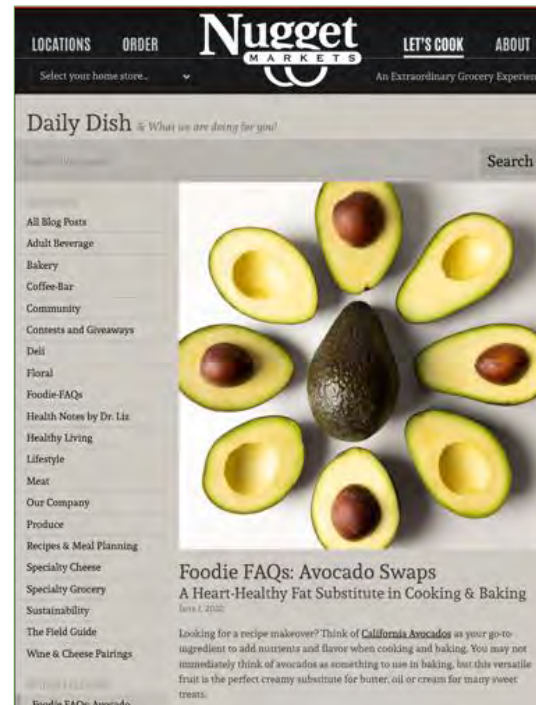 LOCATIONS ORDER Nugget MARKETS LET'S COOK ABOUT
Select your home store.. An Extraordinary Grocery Experien
Daily Dish & What we are doing for you!
Search
All Blog Posts
Adult Beverage
Bakery
Coffee-Bar
Community
Contests and Giveaways
Deli
Floral
Foodie-FAQs
Health Notes by Dr. Liz
Healthy Living
Lifestyle
Meat
Our Company
Produce
Recipes & Meal Planning
Specialty Cheese
Specialty Grocery
Sustainability
The Field Guide
Wine & Cheese Pairings
Foodie FAQs: Avocado
Foodie FAQs: Avocado Swaps
A Heart-Healthy Fat Substitute in Cooking & Baking
Looking for a recipe makeover? Think of California Avocados as your go-to
ingredient to add nutrients and flavor when cooking and baking. You may not
immediately think of avocados as something to use in baking, but this versatile
fruit is the perfect creamy substitute for butter, oil or cream for many sweet
treats.